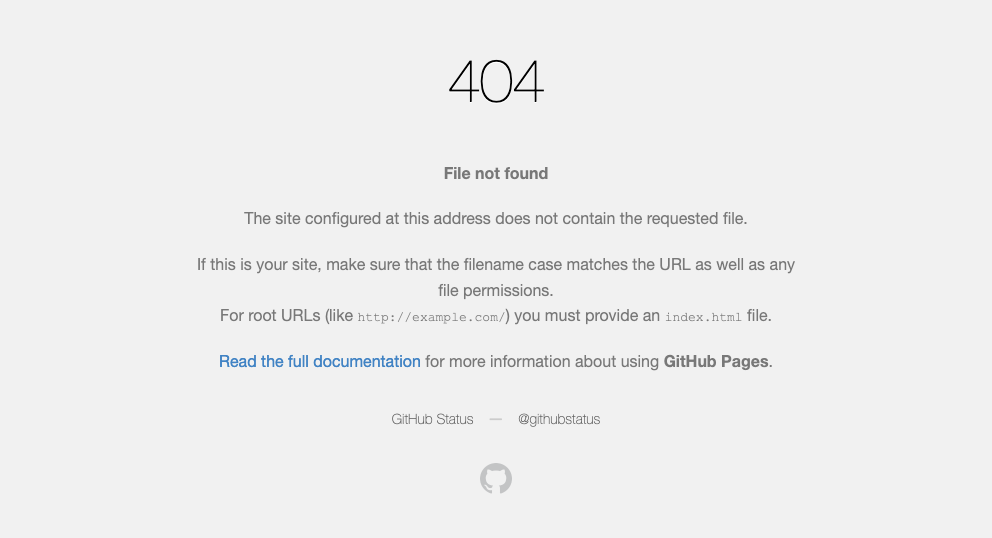 404
File not found
The site configured at this address does not contain the requested file.
If this is your site, make sure that the filename case matches the URL as well as any
file permissions.
For root URLs (like http://example.com/) you must provide an index.html file.
Read the full documentation for more information about using GitHub Pages.
GitHub Status — @githubstatus